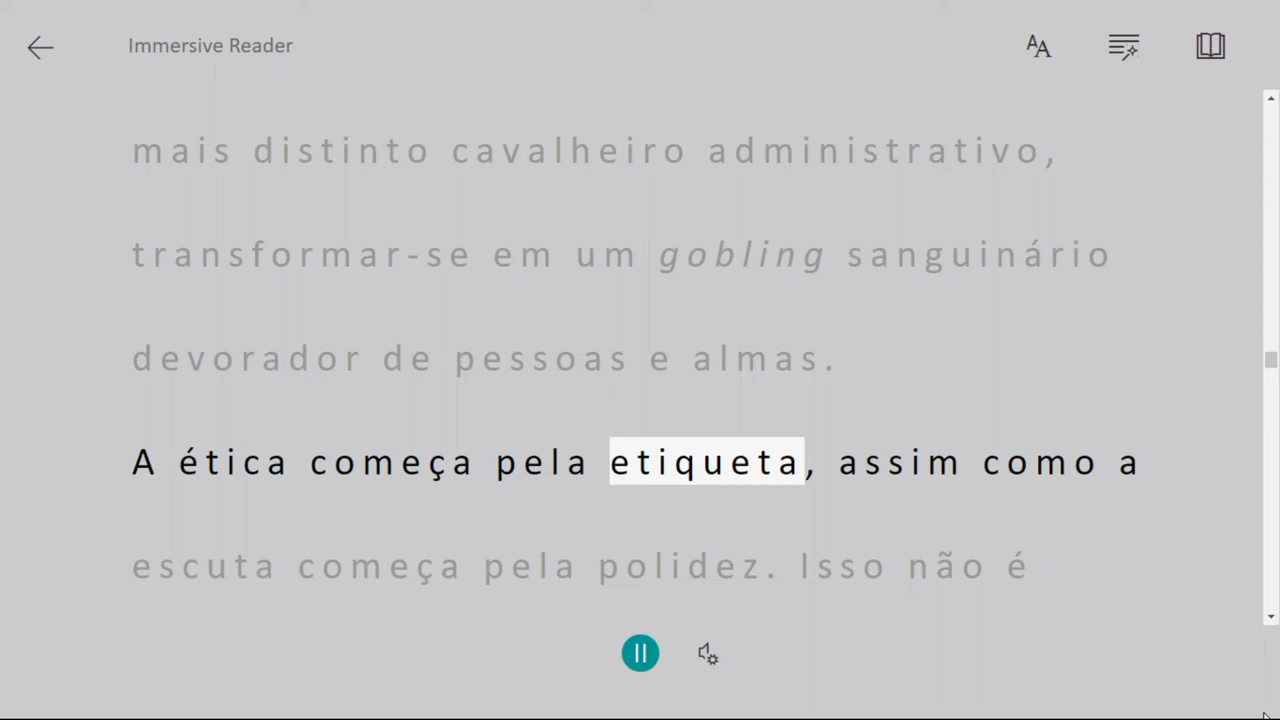 Immersive Reader
mais distinto cavalheiro administrativo,
transformar-se em um gobling sanguinário
devorador de pessoas e almas.
A ética começa pela etiqueta, assim como a
escuta começa pela polidez. Isso não é